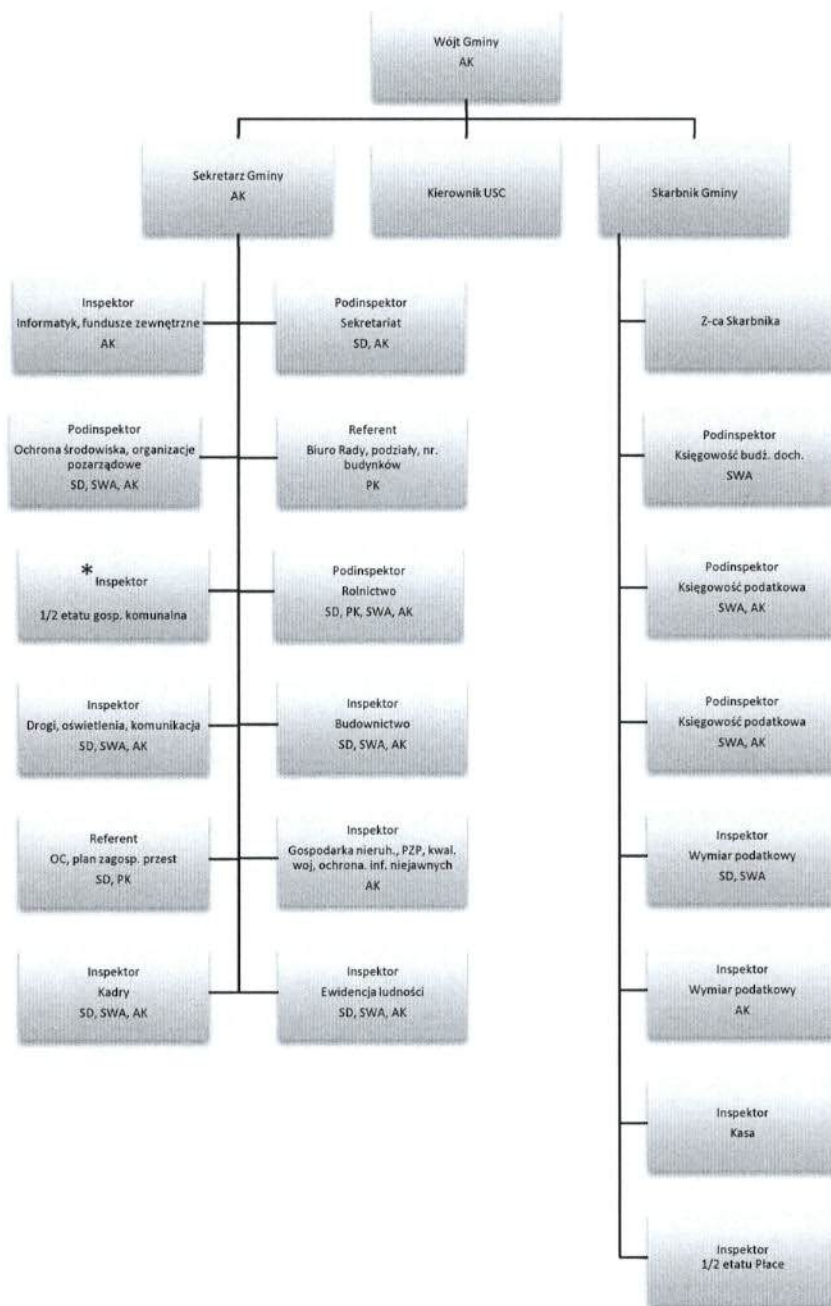 Wójt Gminy
AK
Sekretarz Gminy
AK
Kierownik USC
Skarbnik Gminy
Inspektor
Informatyk, fundusze zewnętrzne
AK
Podinspektor
Sekretariat
SD, AK
Z-ca Skarbnika
Podinspektor
Ochrona środowiska, organizacje
pozarządowe
SD, SWA, AK
Referent
Biuro Rady, podziały, nr.
budynków
PK
Podinspektor
Księgowość budż. doch.
SWA
* Inspektor
1/2 etatu gosp. komunalna
Podinspektor
Rolnictwo
SD, PK, SWA, AK
Podinspektor
Księgowość podatkowa
SWA, AK
Inspektor
Drogi, oświetlenia, komunikacja
SD, SWA, AK
Inspektor
Budownictwo
SD, SWA, AK
Podinspektor
Księgowość podatkowa
SWA, AK
Referent
OC, plan zagosp. przest
SD, PK
Inspektor
Gospodarka nieruh., PZP, kwal.
woj, ochrona. inf. niejawnych
AK
Inspektor
Wymiar podatkowy
SD, SWA
Inspektor
Kadry
SD, SWA, AK
Inspektor
Ewidencja ludności
SD, SWA, AK
Inspektor
Wymiar podatkowy
AK
Inspektor
Kasa
Inspektor
1/2 etatu Płace